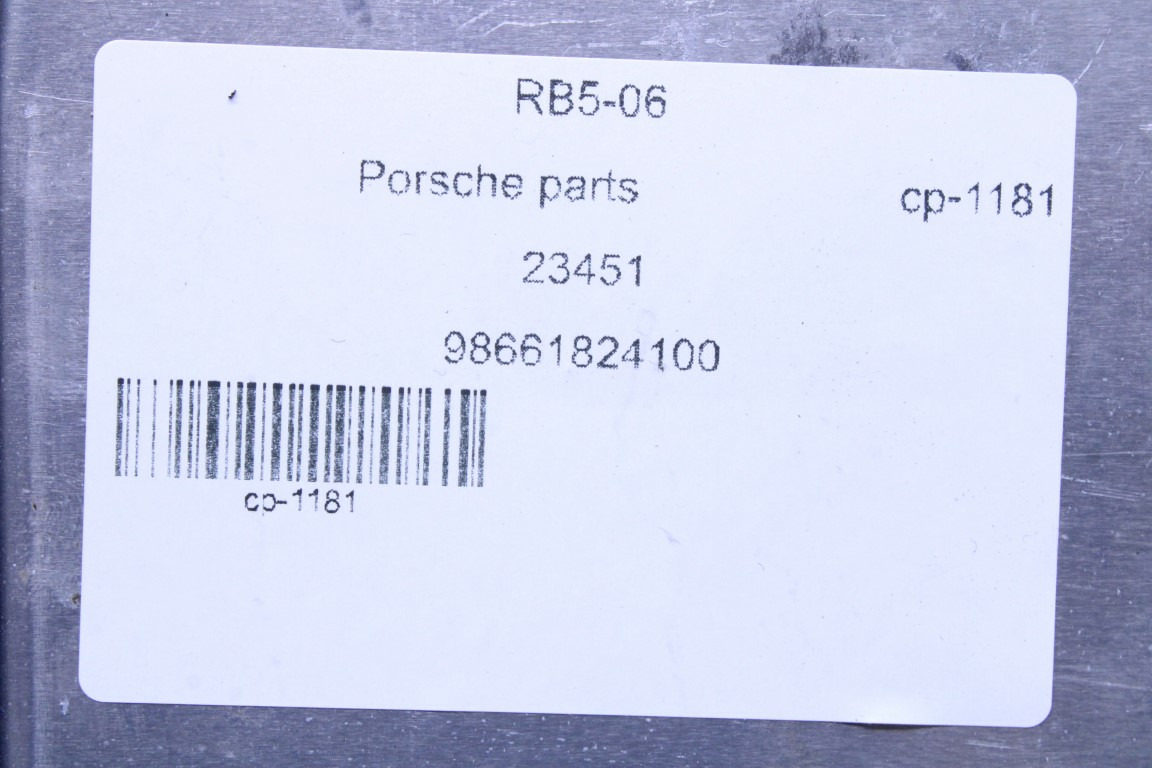 RB5-06
Porsche parts
cp-1181
23451
98661824100
cp-1181